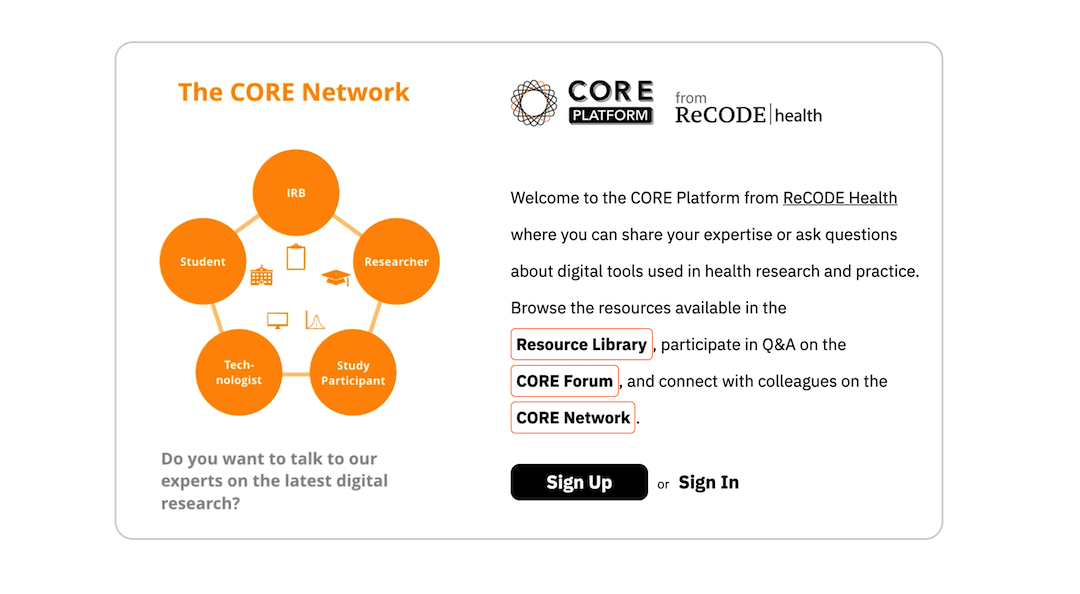 The CORE Network
IRB
Student
Researcher
Tech-
nologist
Study
Participant
Do you want to talk to our
experts on the latest digital
research?
CORE
PLATFORM
from
ReCODE health
Welcome to the CORE Platform from ReCODE Health
where you can share your expertise or ask questions
about digital tools used in health research and practice.
Browse the resources available in the
Resource Library, participate in Q&A on the
CORE Forum, and connect with colleagues on the
CORE Network.
Sign Up or Sign In